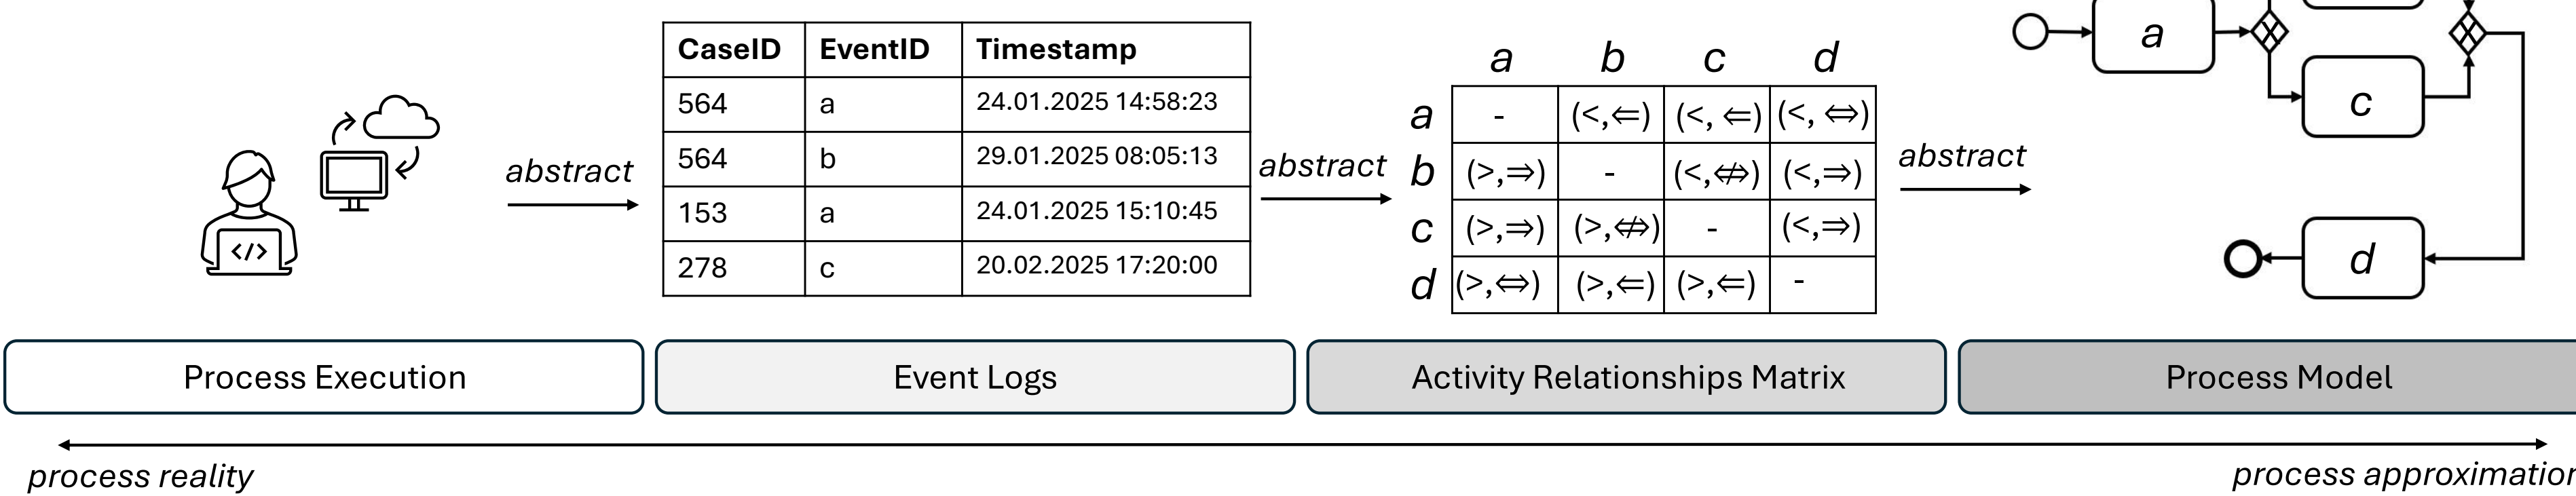 CaseID EventID Timestamp
564 a 24.01.2025 14:58:23
564 b 29.01.2025 08:05:13
153 a 24.01.2025 15:10:45
278 c 20.02.2025 17:20:00
</>
abstract
abstract
a b c d
a - (<,⇐) (<, ⇐) (<, ⇔)
b (>,⇒) - (<,⇎) (<,⇒)
c (>,⇒) (>,⇎) - (<,⇒)
d (>,⇔) (>,⇐) (>,⇐) -
abstract
a
c
d
Process Execution
Event Logs
Activity Relationships Matrix
Process Model
process reality
process approximation